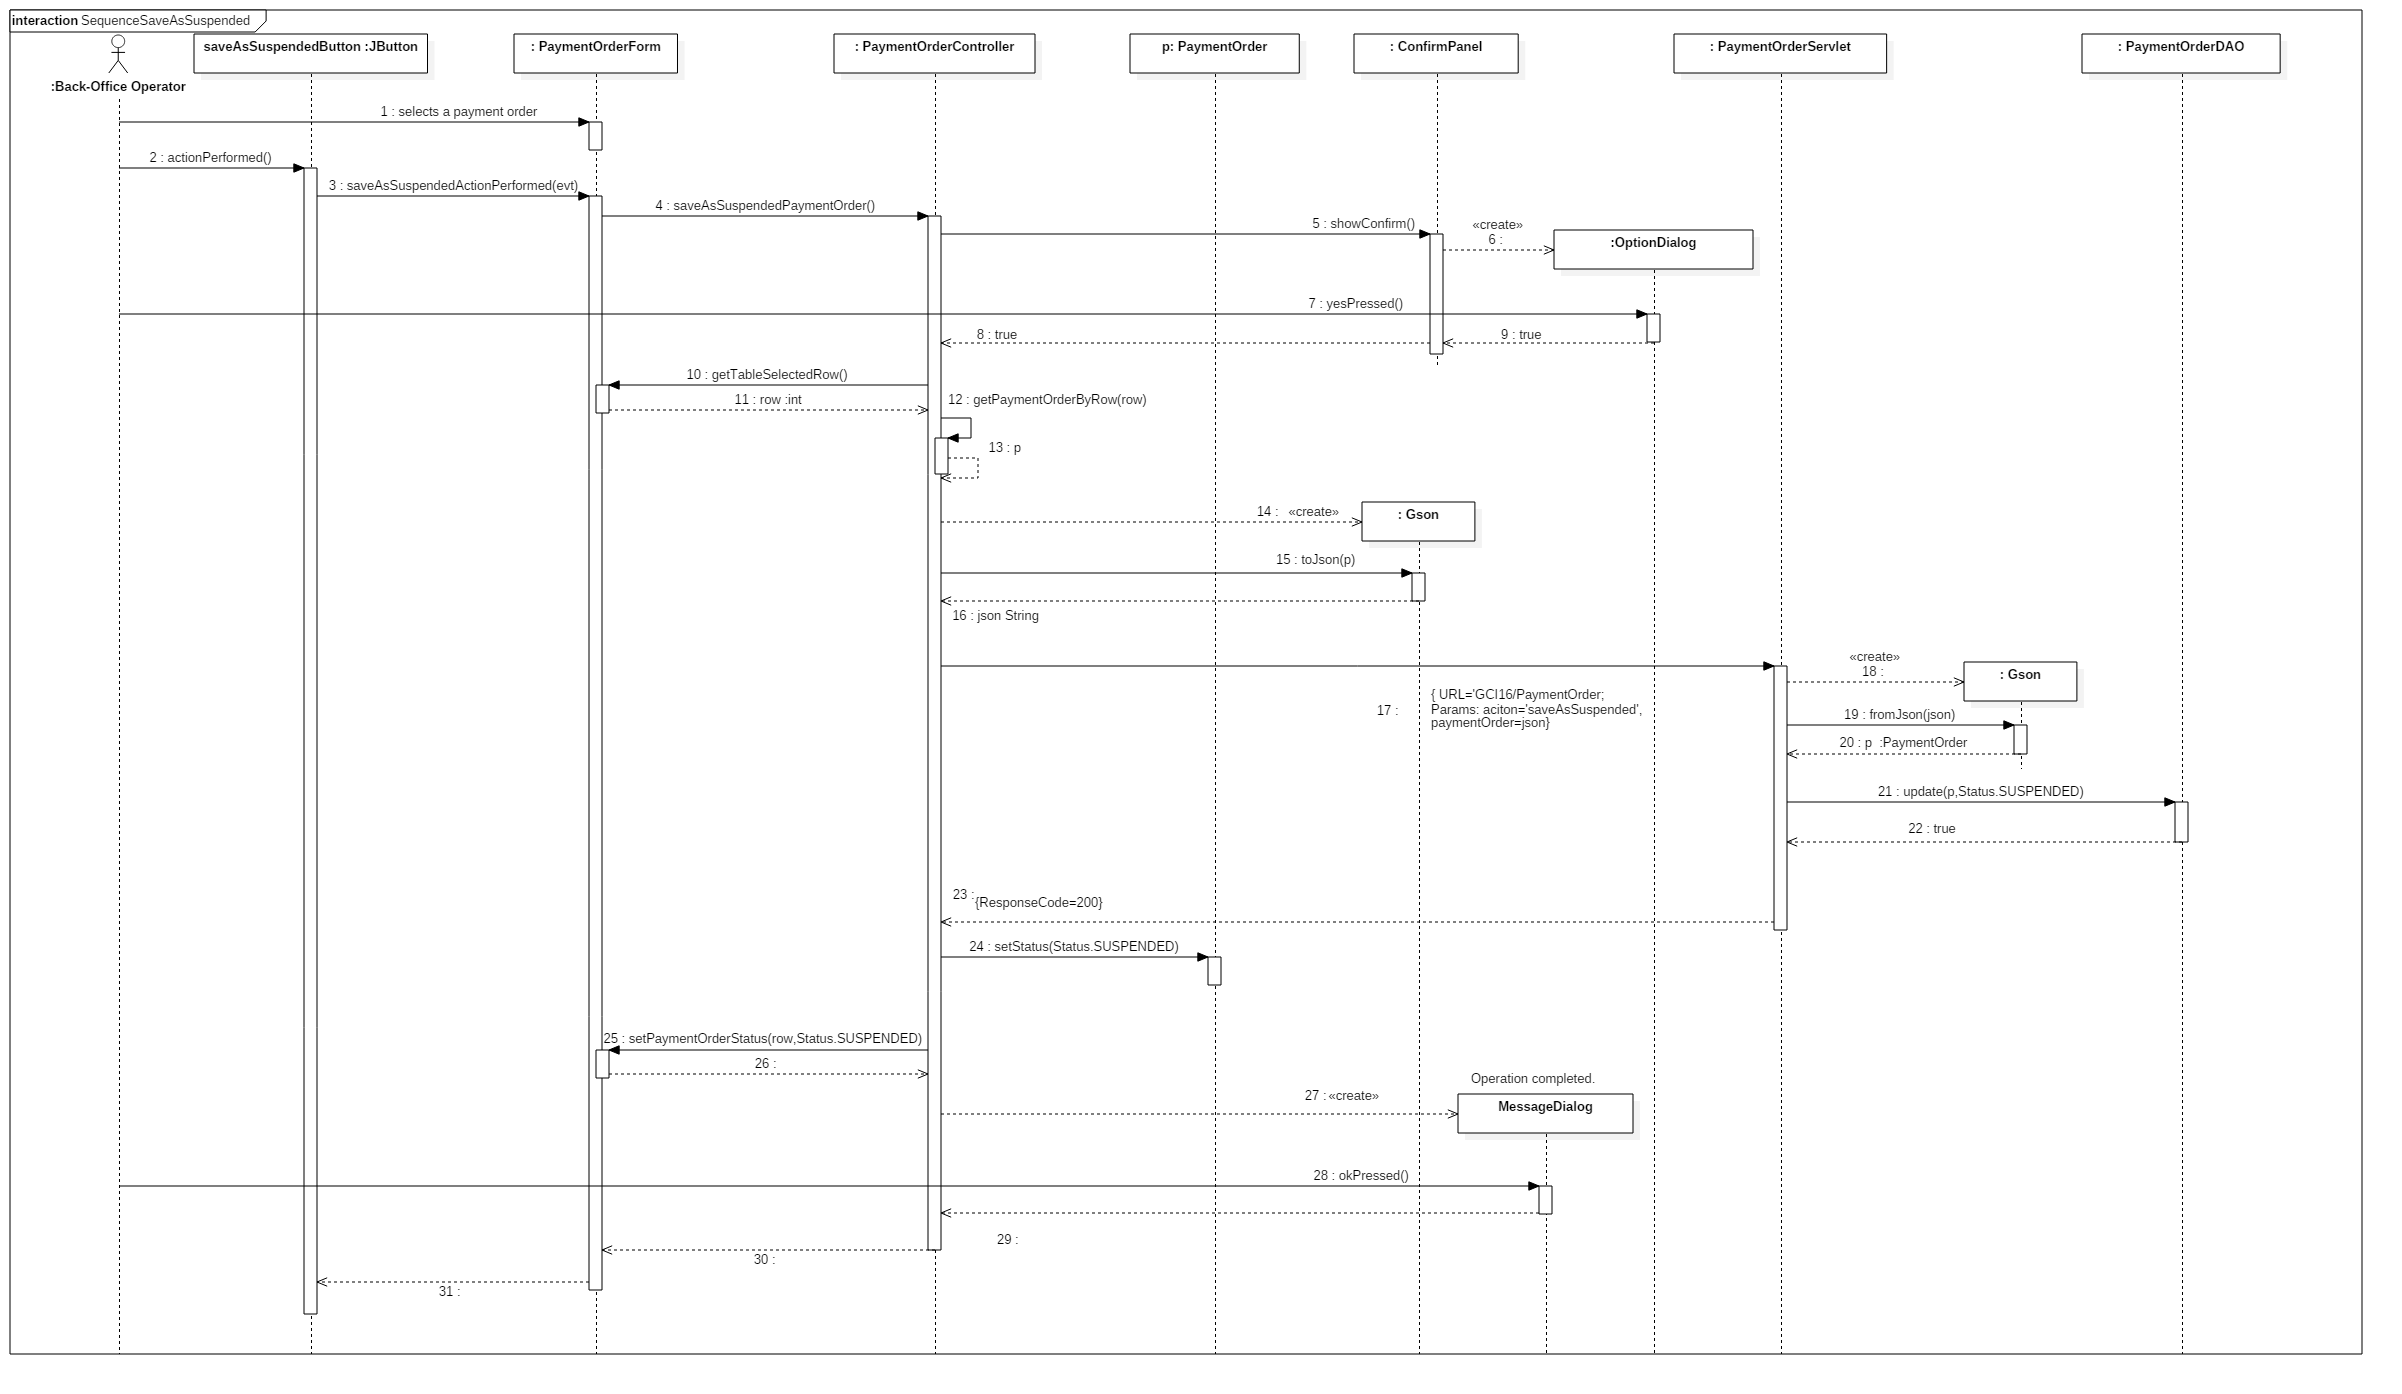 interaction SequenceSaveAsSuspended
:Back-Office Operator
saveAsSuspendedButton :JButton
: PaymentOrderForm
: PaymentOrderController
p: PaymentOrder
: ConfirmPanel
: PaymentOrderServlet
: PaymentOrderDAO
1 : selects a payment order
2 : actionPerformed()
3 : saveAsSuspendedActionPerformed(evt)
4 : saveAsSuspendedPaymentOrder()
5 : showConfirm()
«create»
6 :
:OptionDialog
7 : yesPressed()
8 : true
9 : true
10 : getTableSelectedRow()
11 : row :int
12 : getPaymentOrderByRow(row)
13 : p
14 : «create»
: Gson
15 : toJson(p)
16 : json String
«create»
18 :
: Gson
17 :
{ URL='GCI16/PaymentOrder;
Params: aciton='saveAsSuspended',
paymentOrder=json}
19 : fromJson(json)
20 : p :PaymentOrder
21 : update(p,Status.SUSPENDED)
22 : true
23 :
{ResponseCode=200}
24 : setStatus(Status.SUSPENDED)
25 : setPaymentOrderStatus(row,Status.SUSPENDED)
26 :
Operation completed.
27 : «create»
MessageDialog
28 : okPressed()
29 :
30 :
31 :